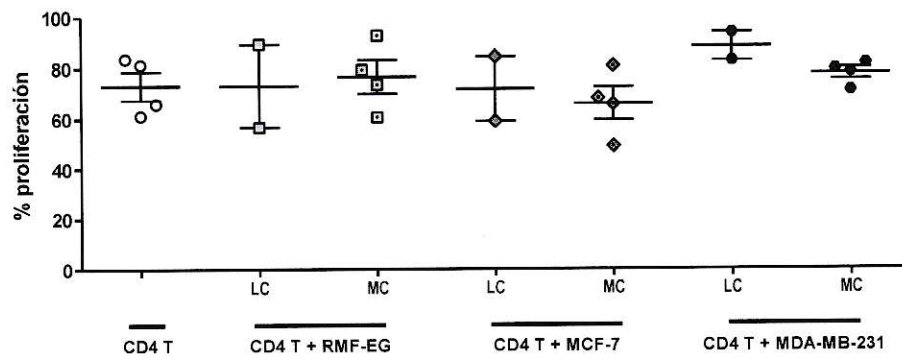 % proliferación
100
80
60
40
20
0
LC MC LC MC LC MC
CD4 T CD4 T + RMF-EG CD4 T + MCF-7 CD4 T + MDA-MB-231